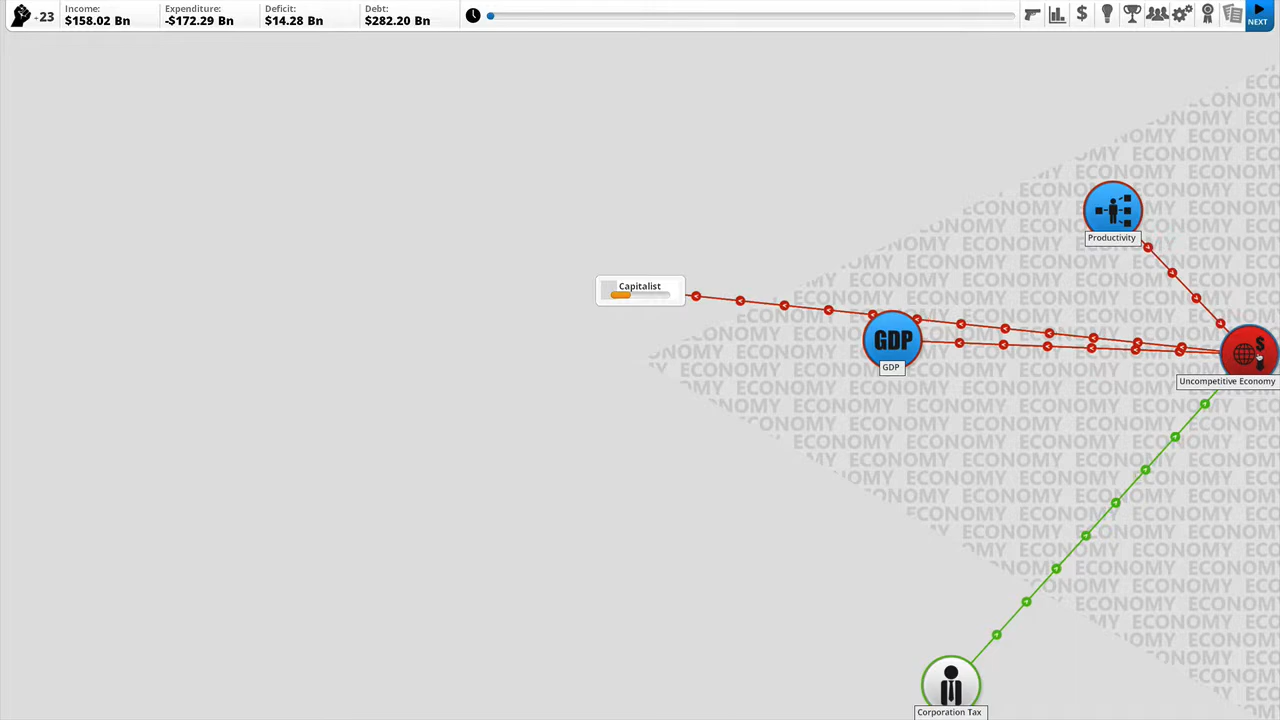 +23
Income: Expenditure: Deficit: Debt:
$158.02 Bn -$172.29 Bn $14.28 Bn $282.20 Bn
NEXT
Productivity
Capitalist
GDP
GDP
$
Uncompetitive Economy
Corporation Tax
ECONOMY ECONOMY ECONOMY